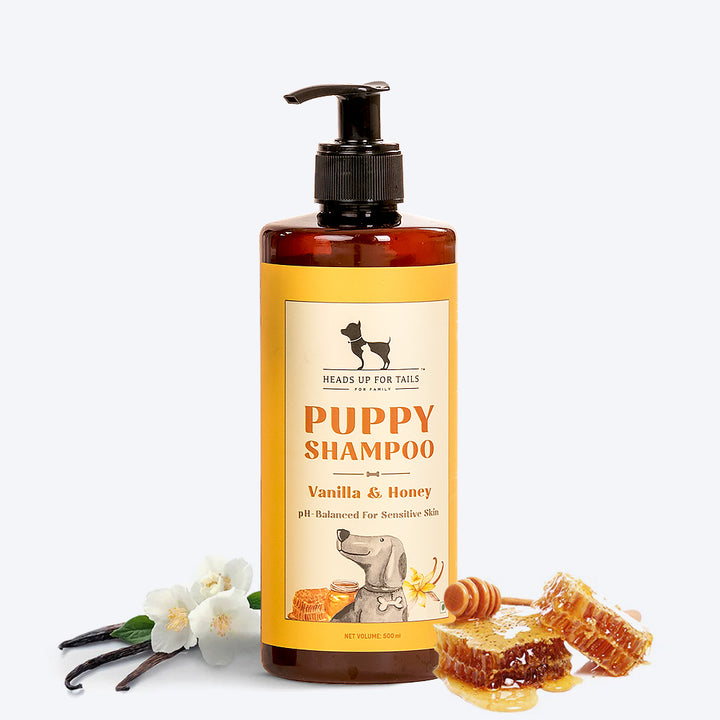 HEADS UP FOR TAILS
™
FOR FAMILY
PUPPY
SHAMPOO
Vanilla & Honey
pH-Balanced For Sensitive Skin
NET VOLUME: 500 ml